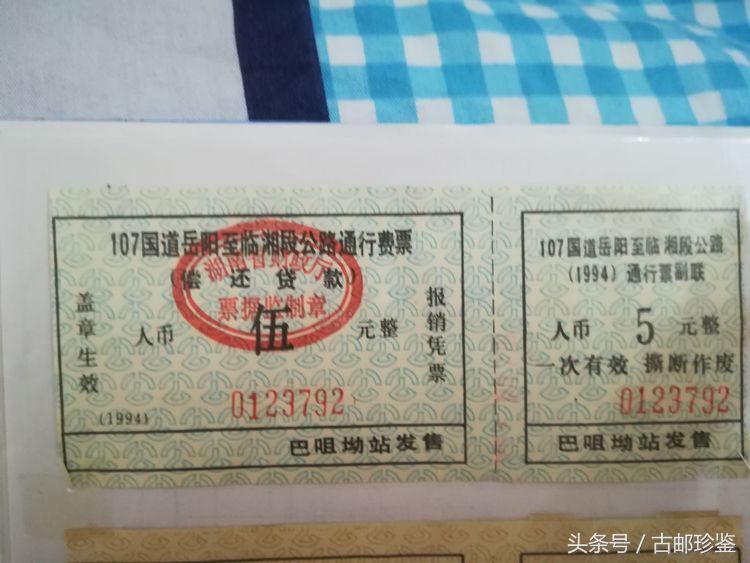 107国道岳阳至临湘段公路通行费票
湖南省财政厅
(偿还贷款)
票据监制章
盖章生效
人币 伍 元整
报销凭票
0123792
(1994)
巴咀坳站发售
107国道岳阳至临湘段公路
(1994)通行票副联
人币 5 元整
一次有效 撕断作废
0123792
巴咀坳站发售
头条号/古邮珍鉴